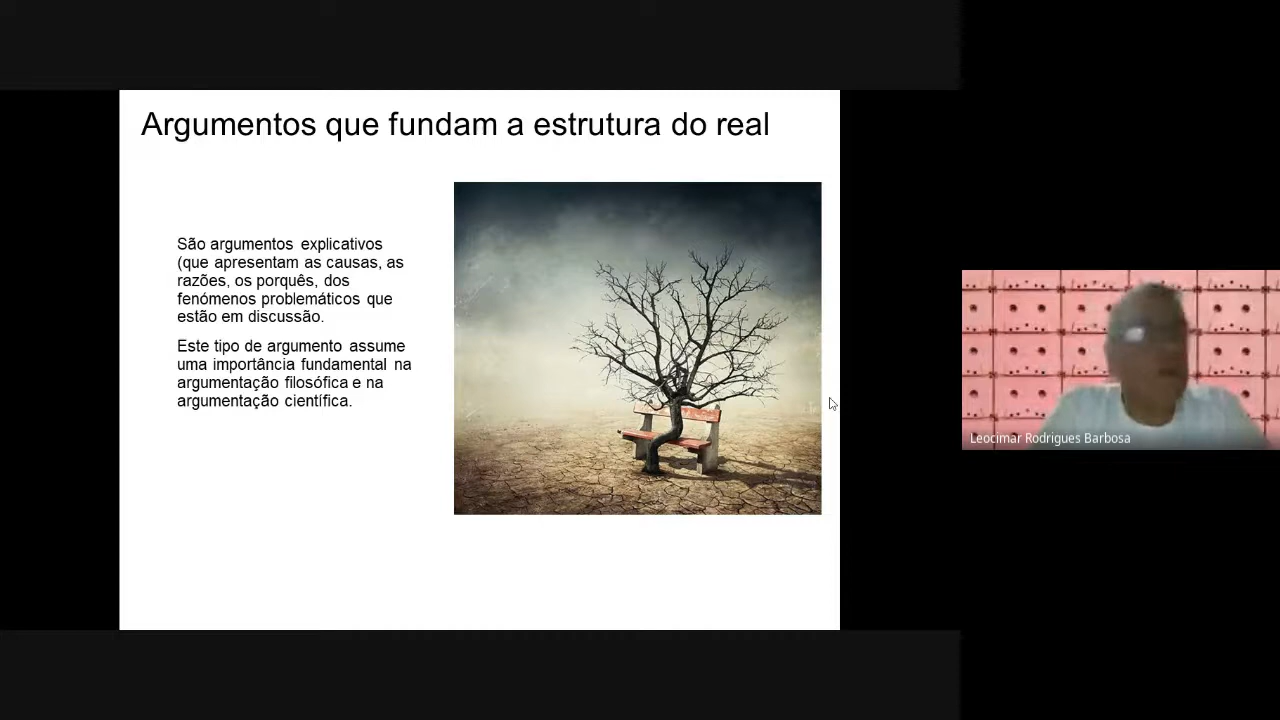 Argumentos que fundam a estrutura do real
São argumentos explicativos
(que apresentam as causas, as
razões, os porquês, dos
fenómenos problemáticos que
estão em discussão.
Este tipo de argumento assume
uma importância fundamental na
argumentação filosófica e na
argumentação científica.
Leocimar Rodrigues Barbosa